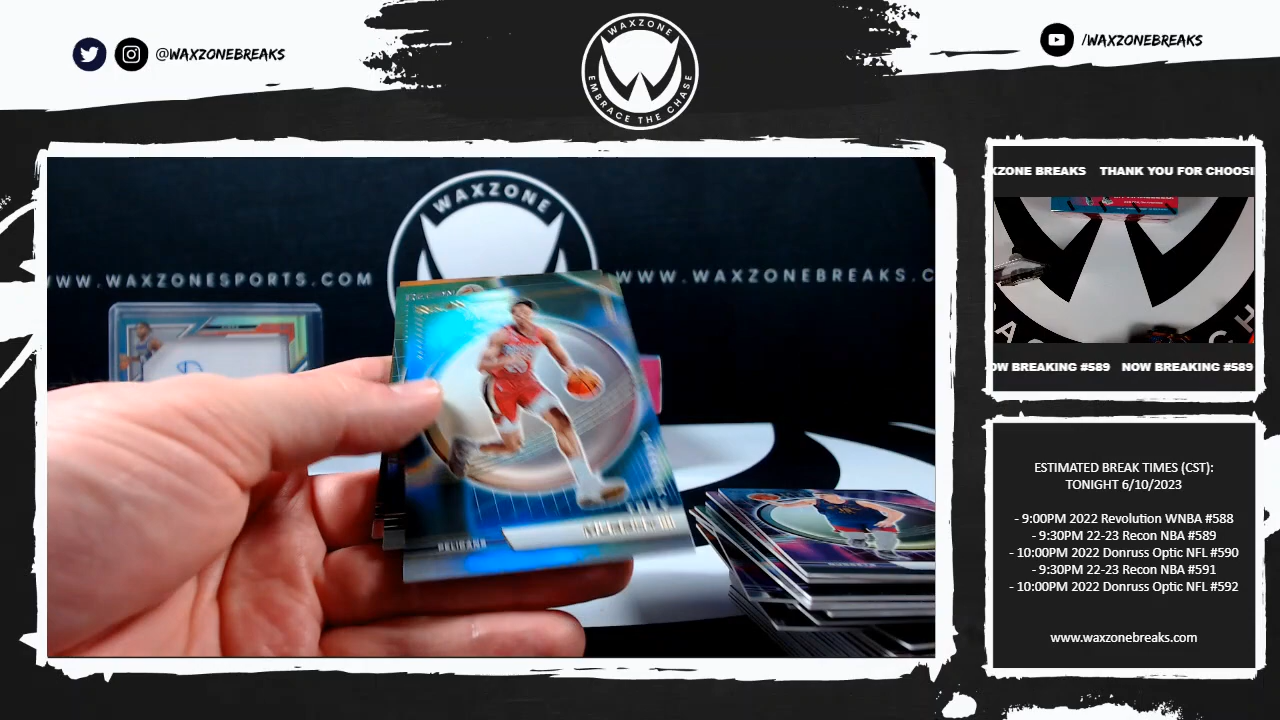 @WAXZONEBREAKS
WAXZONE
EMBRACE THE CHASE
/WAXZONEBREAKS
WAXZONE
WWW.WAXZONESPORTS.COM
WWW.WAXZONEBREAKS.C
NUGGETS
XZONE BREAKS THANK YOU FOR CHOOSI
OW BREAKING #589 NOW BREAKING #589
ESTIMATED BREAK TIMES (CST):
TONIGHT 6/10/2023
- 9:00PM 2022 Revolution WNBA #588
- 9:30PM 22-23 Recon NBA #589
- 10:00PM 2022 Donruss Optic NFL #590
- 9:30PM 22-23 Recon NBA #591
- 10:00PM 2022 Donruss Optic NFL #592
www.waxzonebreaks.com